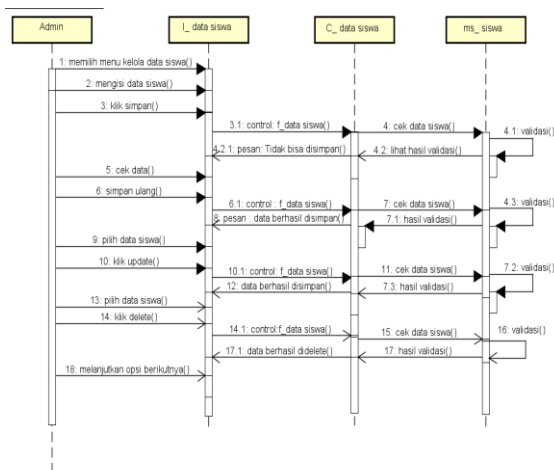 Admin
I_ data siswa
C_ data siswa
ms_ siswa
1: memilih menu kelola data siswa()
2: mengisi data siswa()
3: klik simpan()
3.1: control: f_data siswa()
4: cek data siswa()
4.1: validasi()
4.2.1: pesan: Tidak bisa disimpan()
4.2: lihat hasil validasi()
5: cek data()
6: simpan ulang()
6.1: control : f_data siswa()
7: cek data siswa()
4.3: validasi()
8: pesan : data berhasil disimpan()
7.1: hasil validasi()
9: pilih data siswa()
10: klik update()
10.1: control: f_data siswa()
11: cek data siswa()
7.2: validasi()
12: data berhasil disimpan()
7.3: hasil validasi()
13: pilih data siswa()
14: klik delete()
14.1: control:f_data siswa()
15: cek data siswa()
16: validasi()
17.1: data berhasil didelete()
17: hasil validasi()
18: melanjutkan opsi berikutnya()